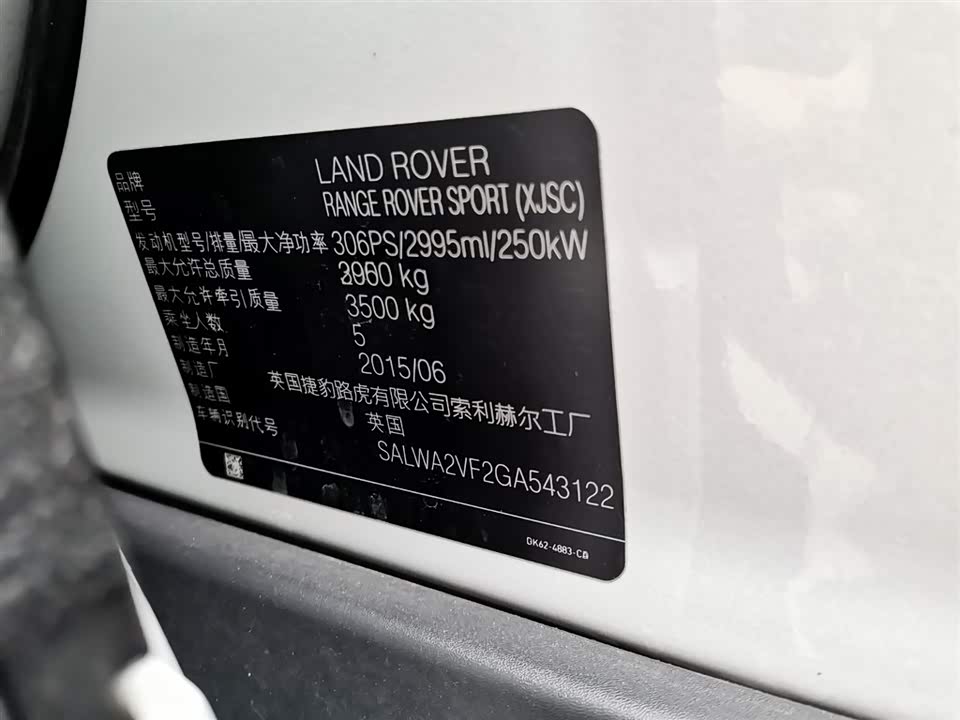 品牌 LAND ROVER
型号 RANGE ROVER SPORT (XJSC)
发动机型号/排量/最大净功率 306PS/2995ml/250kW
最大允许总质量 2960 kg
最大允许牵引质量 3500 kg
乘坐人数 5
制造年月 2015/06
制造厂 英国捷豹路虎有限公司索利赫尔工厂
制造国 英国
车辆识别代号 SALWA2VF2GA543122
DK62-4883-CA